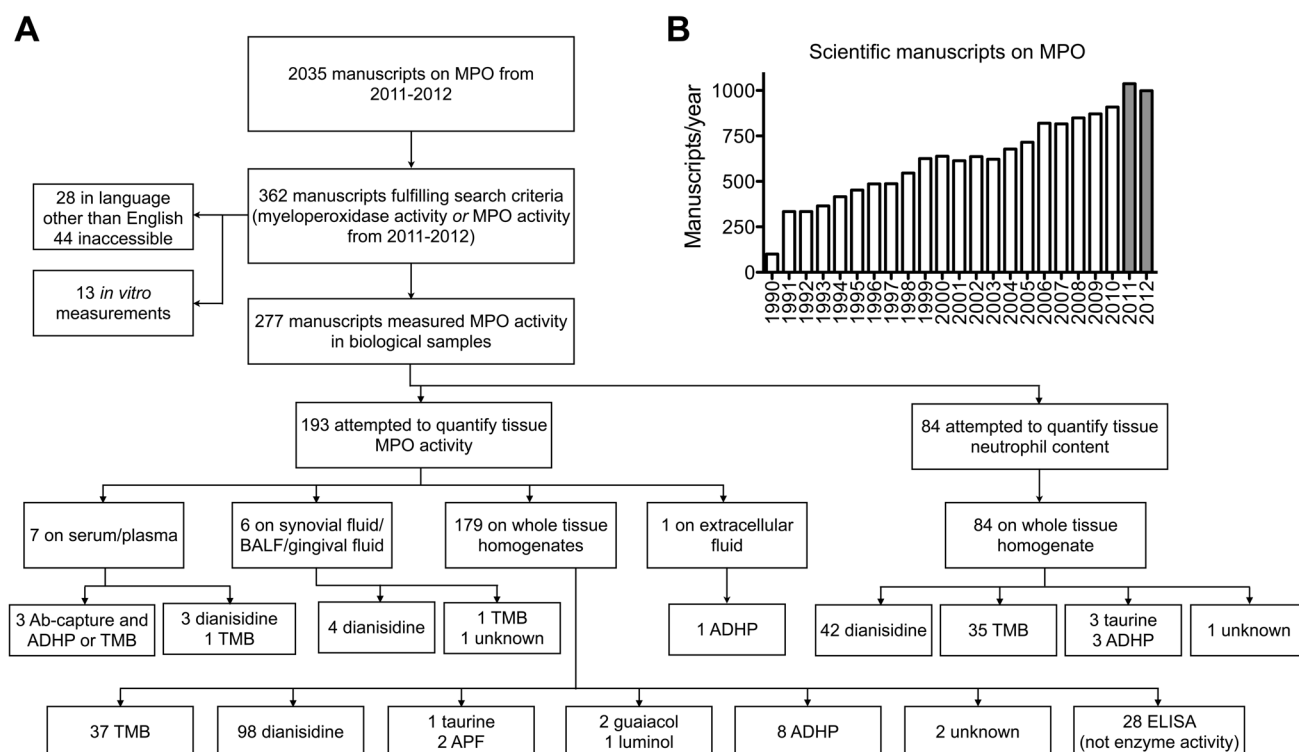 A
2035 manuscripts on MPO from
2011-2012
362 manuscripts fulfilling search criteria
(myeloperoxidase activity or MPO activity
from 2011-2012)
28 in language
other than English
44 inaccessible
13 in vitro
measurements
277 manuscripts measured MPO activity
in biological samples
B
Scientific manuscripts on MPO
Manuscripts/year
1000
750
500
250
0
1990
1991
1992
1993
1994
1995
1996
1997
1998
1999
2000
2001
2002
2003
2004
2005
2006
2007
2008
2009
2010
2011
2012
193 attempted to quantify tissue
MPO activity
84 attempted to quantify tissue
neutrophil content
7 on serum/plasma
6 on synovial fluid/
BALF/gingival fluid
179 on whole tissue
homogenates
1 on extracellular
fluid
84 on whole tissue
homogenate
3 Ab-capture and
ADHP or TMB
3 dianisidine
1 TMB
4 dianisidine
1 TMB
1 unknown
1 ADHP
42 dianisidine
35 TMB
3 taurine
3 ADHP
1 unknown
37 TMB
98 dianisidine
1 taurine
2 APF
2 guaiacol
1 luminol
8 ADHP
2 unknown
28 ELISA
(not enzyme activity)